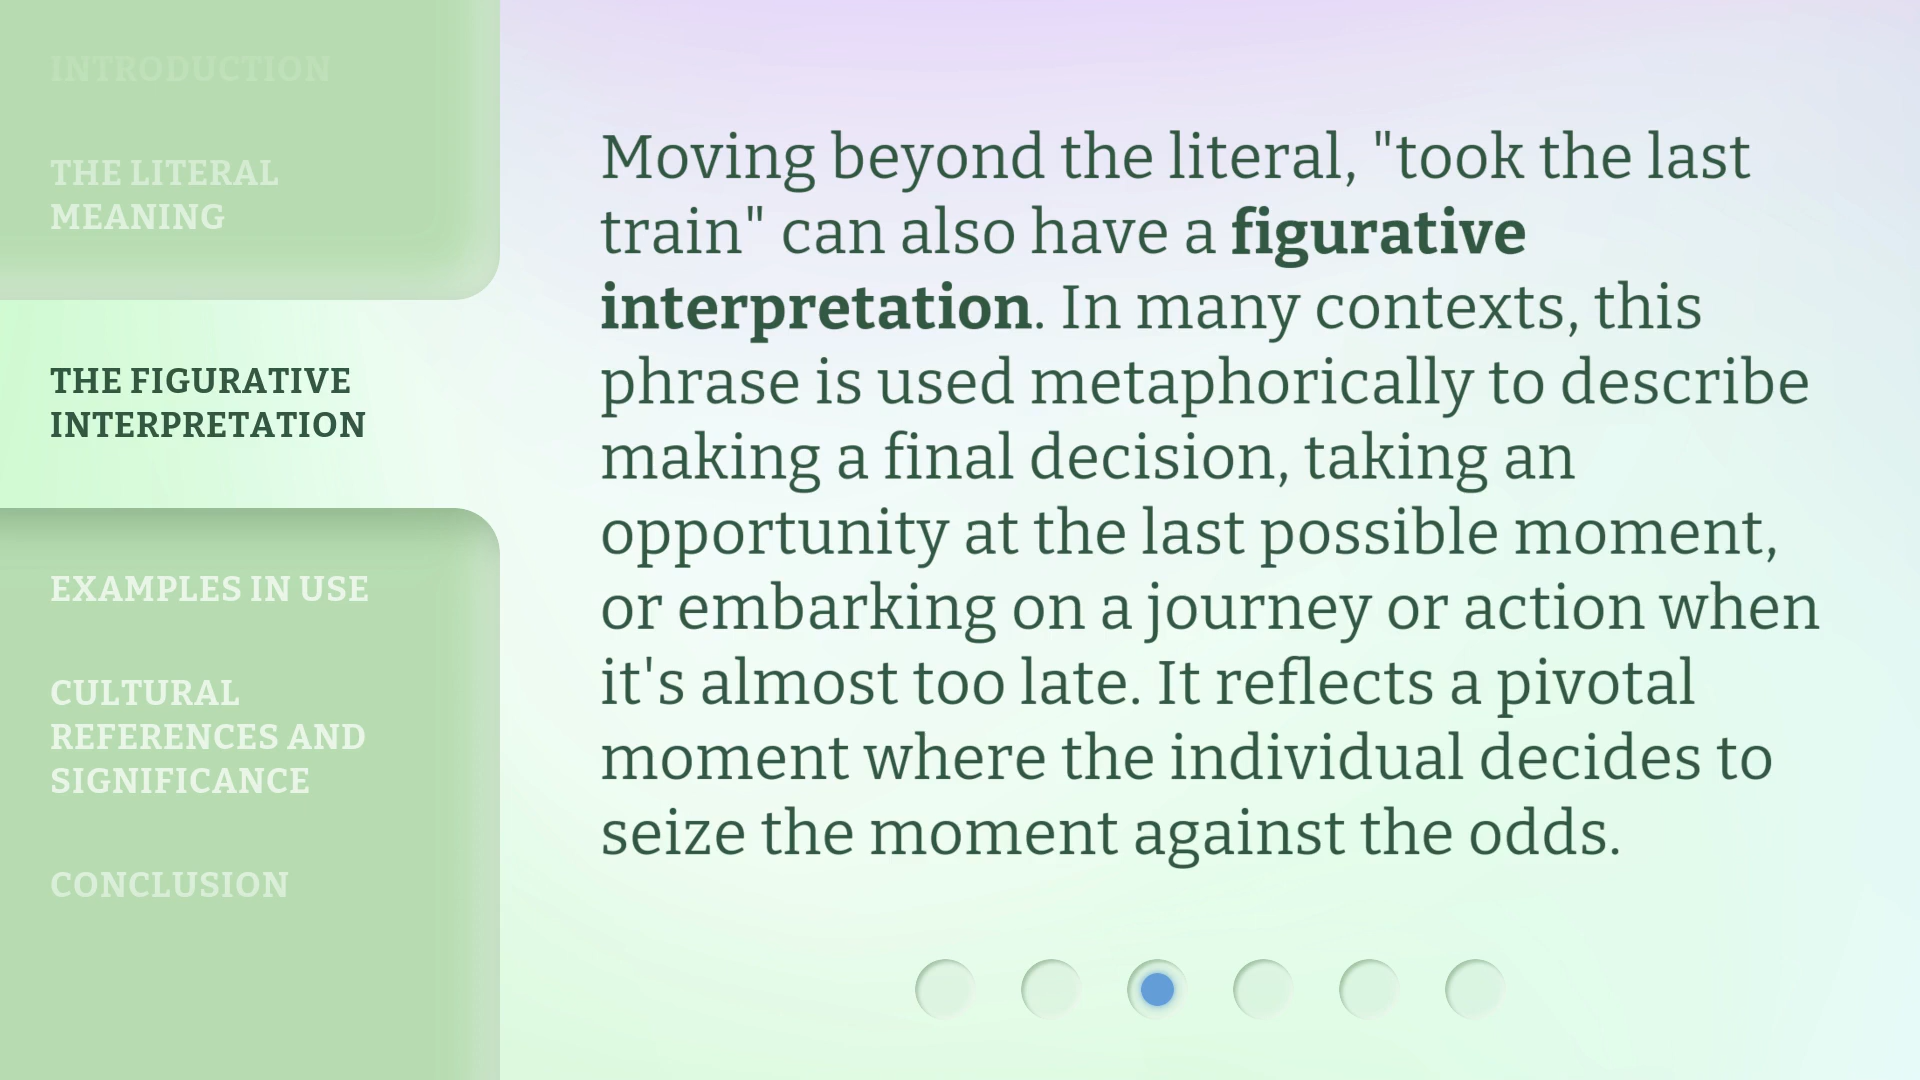 INTRODUCTION
THE LITERAL
MEANING
THE FIGURATIVE
INTERPRETATION
EXAMPLES IN USE
CULTURAL
REFERENCES AND
SIGNIFICANCE
CONCLUSION
Moving beyond the literal, "took the last
train" can also have a figurative
interpretation. In many contexts, this
phrase is used metaphorically to describe
making a final decision, taking an
opportunity at the last possible moment,
or embarking on a journey or action when
it's almost too late. It reflects a pivotal
moment where the individual decides to
seize the moment against the odds.